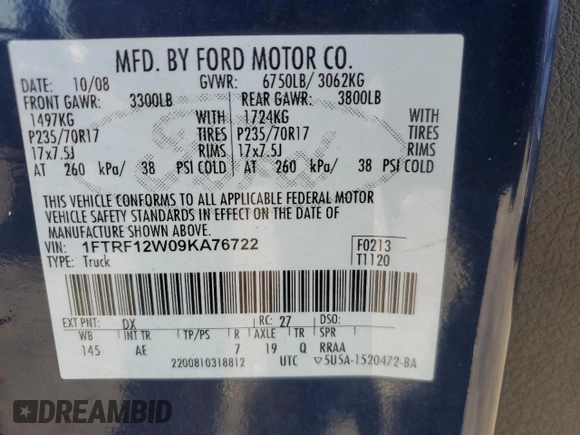 MFD. BY FORD MOTOR CO.
DATE: 10/08 GVWR: 6750LB/ 3062KG
FRONT GAWR: 3300LB REAR GAWR: 3800LB
1497KG WITH 1724KG WITH
P235/70R17 TIRES P235/70R17 TIRES
17x7.5J RIMS 17x7.5J RIMS
AT 260 kPa/ 38 PSI COLD AT 260 kPa/ 38 PSI COLD
THIS VEHICLE CONFORMS TO ALL APPLICABLE FEDERAL MOTOR
VEHICLE SAFETY STANDARDS IN EFFECT ON THE DATE OF
MANUFACTURE SHOWN ABOVE.
VIN: 1FTRF12W09KA76722 F0213
TYPE: Truck T1120
EXT PNT: DX RC: 27 DSO:
WB INT TR TP/PS R AXLE TR SPR
145 AE 7 19 Q RRAA
2200810318812 UTC 5U5A-1520472-BA
DREAMBID